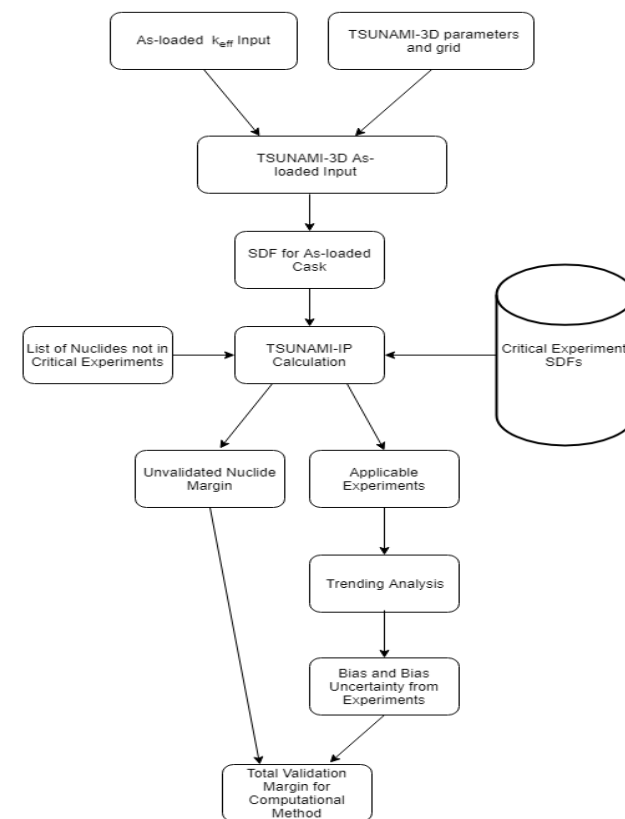 As-loaded keff Input
TSUNAMI-3D parameters
and grid
TSUNAMI-3D As-
loaded Input
SDF for As-loaded
Cask
List of Nuclides not in
Critical Experiments
TSUNAMI-IP
Calculation
Critical Experiment
SDFs
Unvalidated Nuclide
Margin
Applicable
Experiments
Trending Analysis
Bias and Bias
Uncertainty from
Experiments
Total Validation
Margin for
Computational
Method